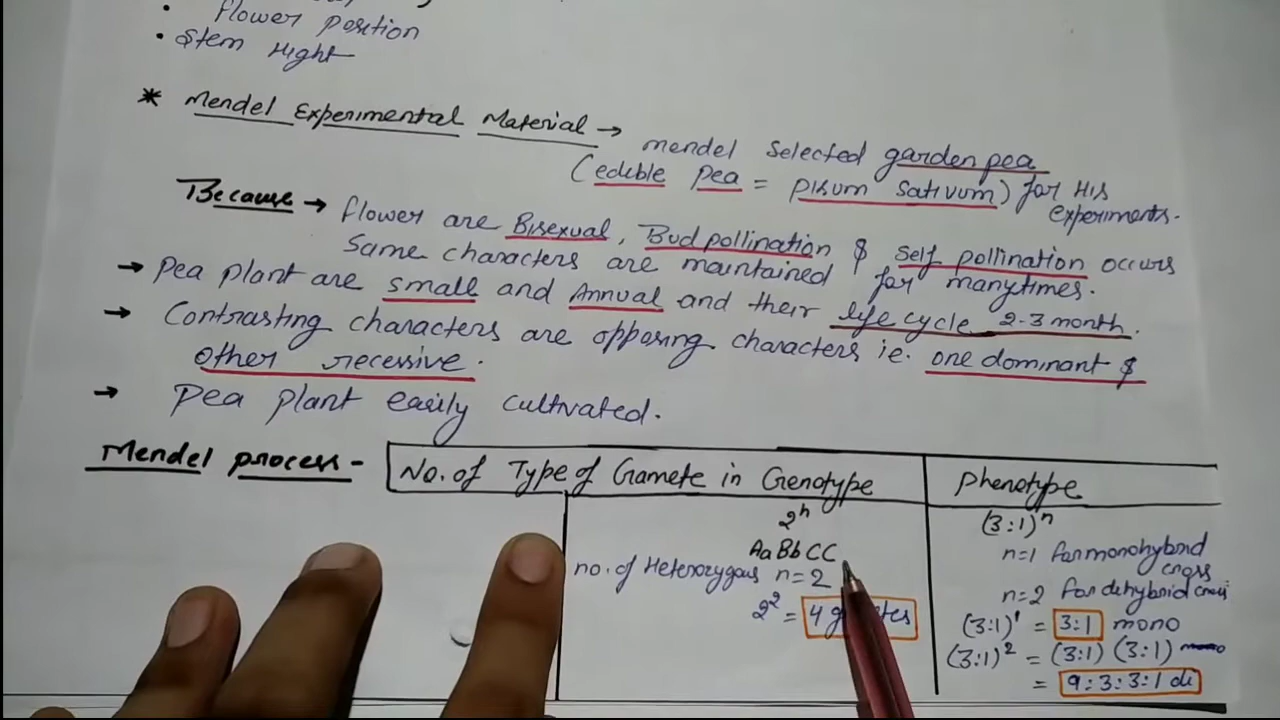 • flower position
• Stem Hight
* Mendel Experimental Material → mendel selected garden pea
(edible pea = pisum sativum) for His experiments.
Because → flower are Bisexual, Bud pollination $ Self pollination occurs
Same characters are maintained for manytimes.
→ Pea plant are small and Annual and their life cycle 2-3 month.
→ Contrasting characters are opposing characters ie. one dominant $
other recessive.
→ Pea plant easily cultivated.
Mendel process-
No. of Type of Gamete in Genotype
2ⁿ
AaBbCC
no. of Heterozygous n=2
2² = 4
Phenotype
(3:1)ⁿ
n=1 for monohybrid cross
n=2 for dehybrid cross
(3:1)¹ = 3:1 mono
(3:1)² = (3:1) (3:1)
= 9:3:3:1 di